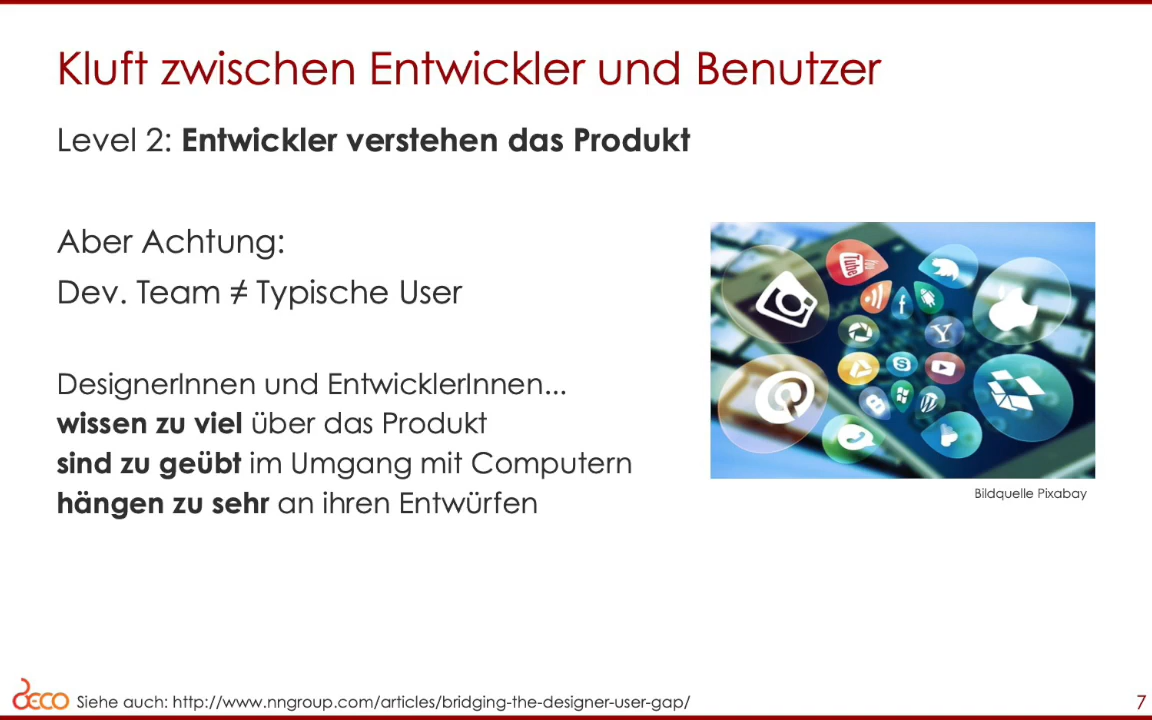 Kluft zwischen Entwickler und Benutzer
Level 2: Entwickler verstehen das Produkt
Aber Achtung:
Dev. Team ≠ Typische User
DesignerInnen und EntwicklerInnen...
wissen zu viel über das Produkt
sind zu geübt im Umgang mit Computern
hängen zu sehr an ihren Entwürfen
Tube
Bildquelle Pixabay
DECO Siehe auch: http://www.nngroup.com/articles/bridging-the-designer-user-gap/
7